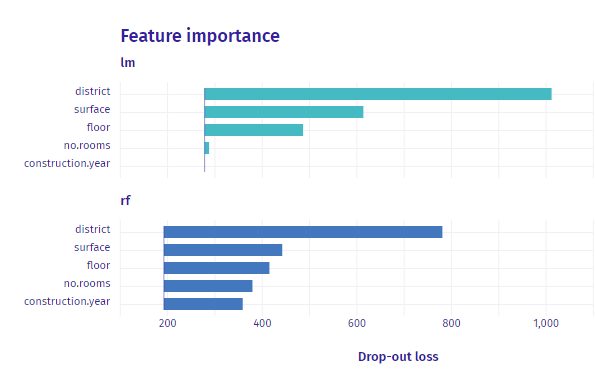 Feature importance
lm
district
surface
floor
no.rooms
construction.year
rf
district
surface
floor
no.rooms
construction.year
200 400 600 800 1,000
Drop-out loss